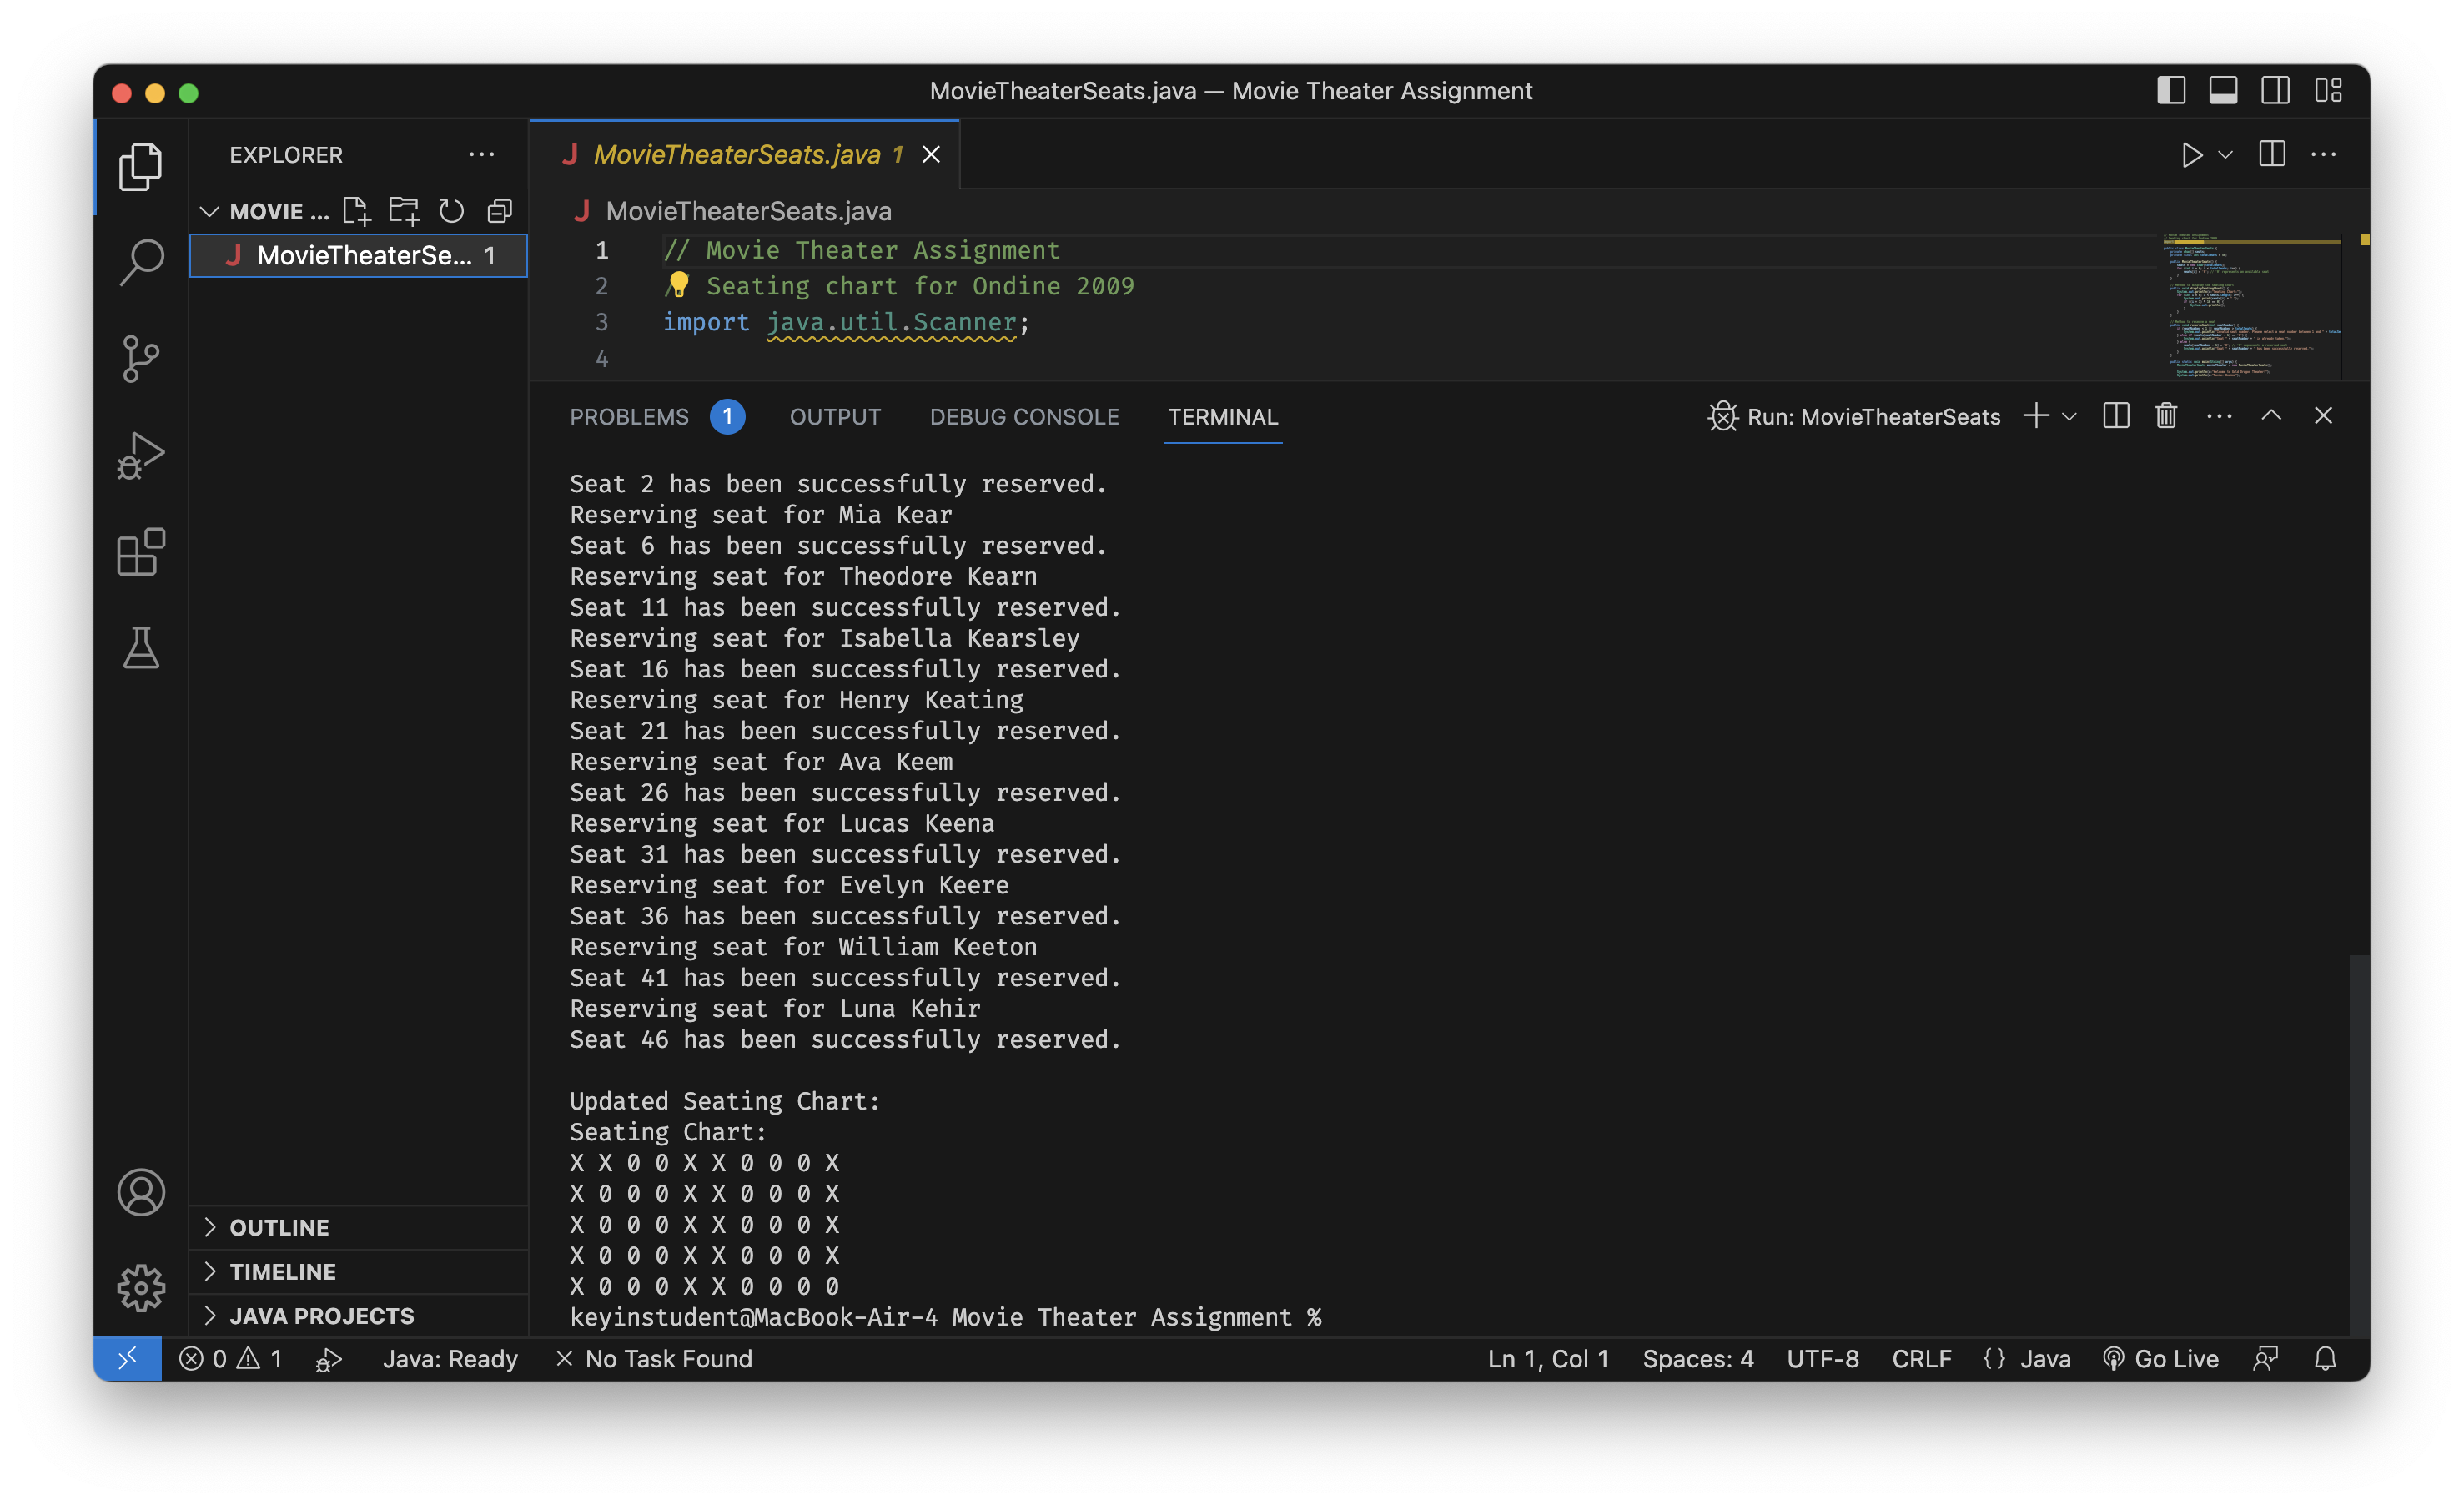 MovieTheaterSeats.java — Movie Theater Assignment
EXPLORER
MOVIE ...
J MovieTheaterSe... 1
OUTLINE
TIMELINE
JAVA PROJECTS
J MovieTheaterSeats.java 1
J MovieTheaterSeats.java
1 // Movie Theater Assignment
2 / Seating chart for Ondine 2009
3 import java.util.Scanner;
4
PROBLEMS 1 OUTPUT DEBUG CONSOLE TERMINAL Run: MovieTheaterSeats
Seat 2 has been successfully reserved.
Reserving seat for Mia Kear
Seat 6 has been successfully reserved.
Reserving seat for Theodore Kearn
Seat 11 has been successfully reserved.
Reserving seat for Isabella Kearsley
Seat 16 has been successfully reserved.
Reserving seat for Henry Keating
Seat 21 has been successfully reserved.
Reserving seat for Ava Keem
Seat 26 has been successfully reserved.
Reserving seat for Lucas Keena
Seat 31 has been successfully reserved.
Reserving seat for Evelyn Keere
Seat 36 has been successfully reserved.
Reserving seat for William Keeton
Seat 41 has been successfully reserved.
Reserving seat for Luna Kehir
Seat 46 has been successfully reserved.
Updated Seating Chart:
Seating Chart:
X X 0 0 X X 0 0 0 X
X 0 0 0 X X 0 0 0 X
X 0 0 0 X X 0 0 0 X
X 0 0 0 X X 0 0 0 X
X 0 0 0 X X 0 0 0 0
keyinstudent@MacBook-Air-4 Movie Theater Assignment %
0 1 Java: Ready No Task Found Ln 1, Col 1 Spaces: 4 UTF-8 CRLF {} Java Go Live